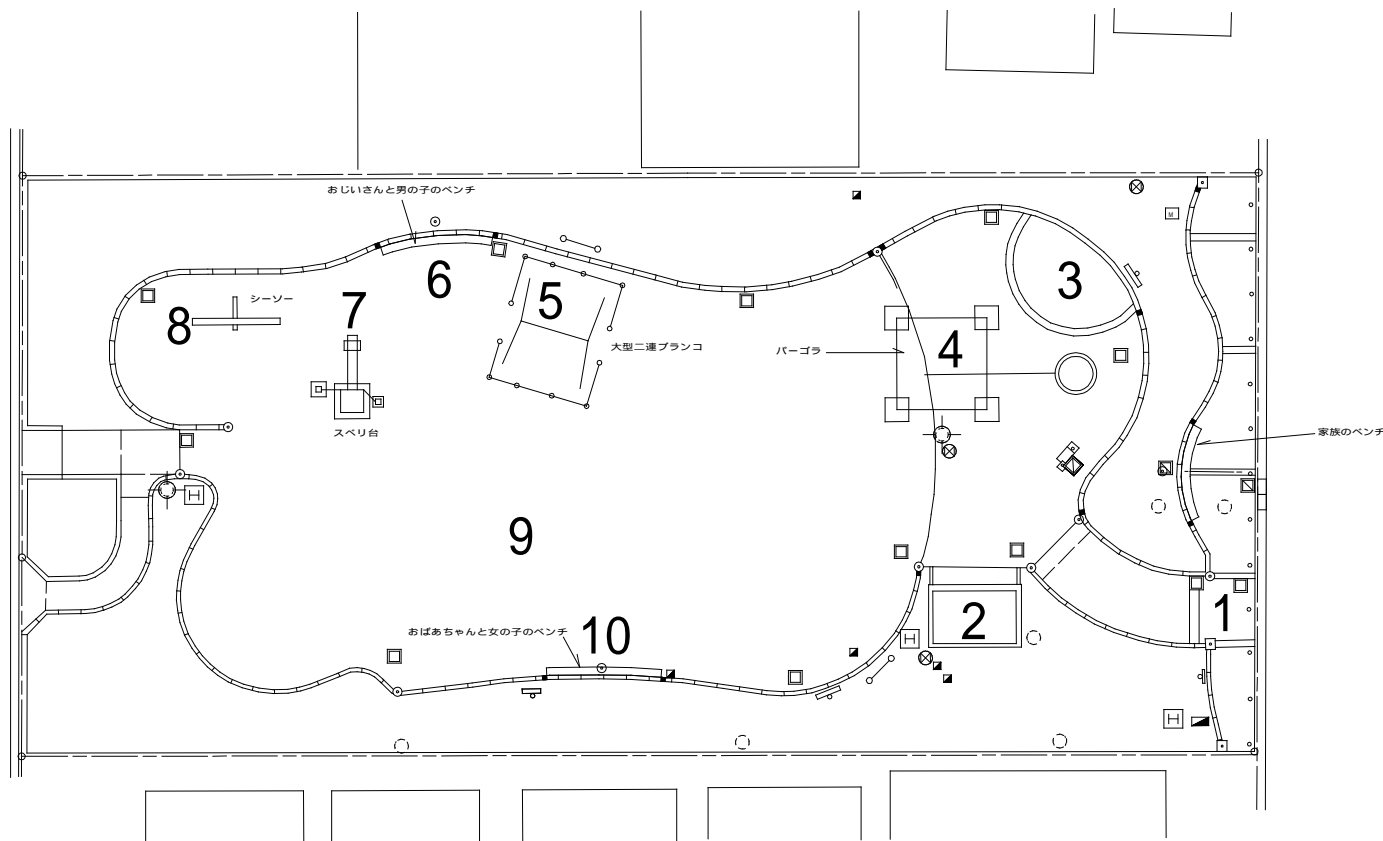 おじいさんと男の子のベンチ
3
6
5
7
シーソー
8
大型二連ブランコ
パーゴラ
4
スベリ台
家族のベンチ
9
1
2
おばあちゃんと女の子のベンチ
10
M
H
H
H